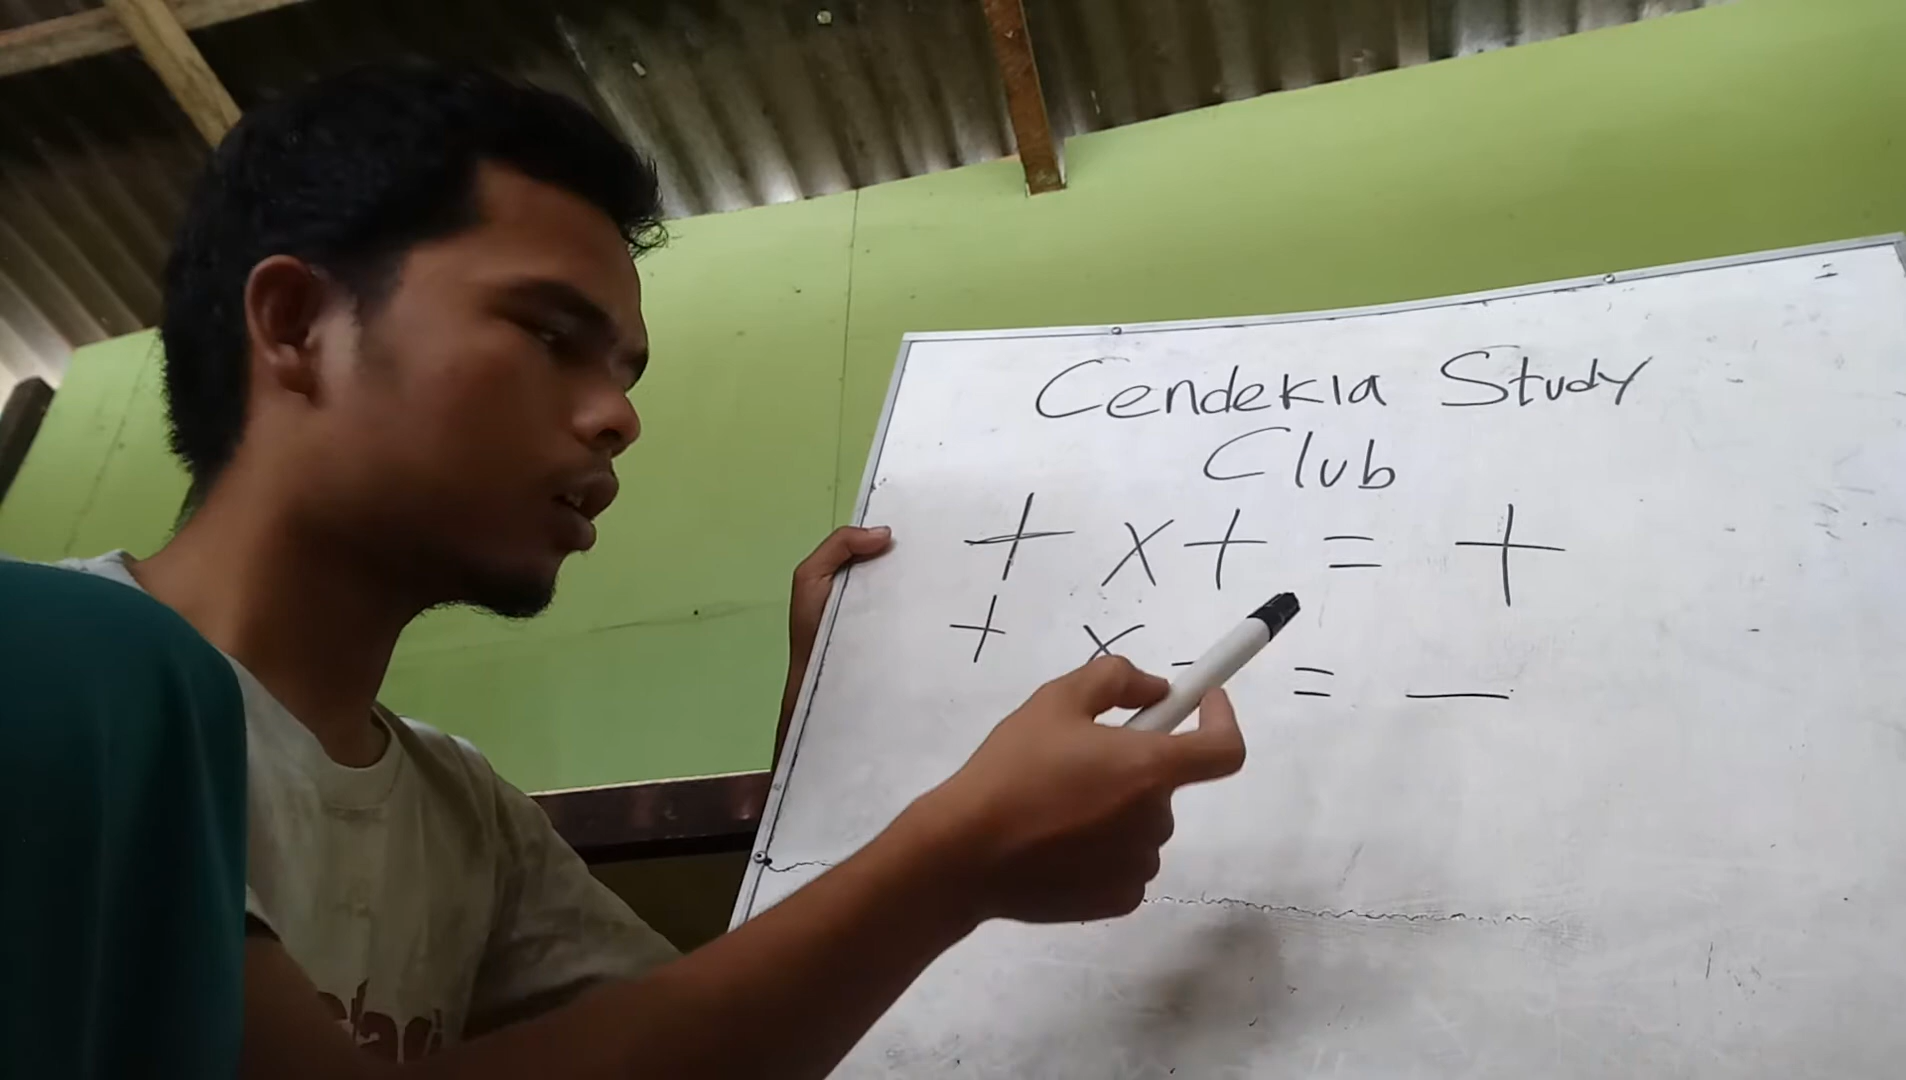 Cendekia Study
Club
+ x + = +
+ x - = -